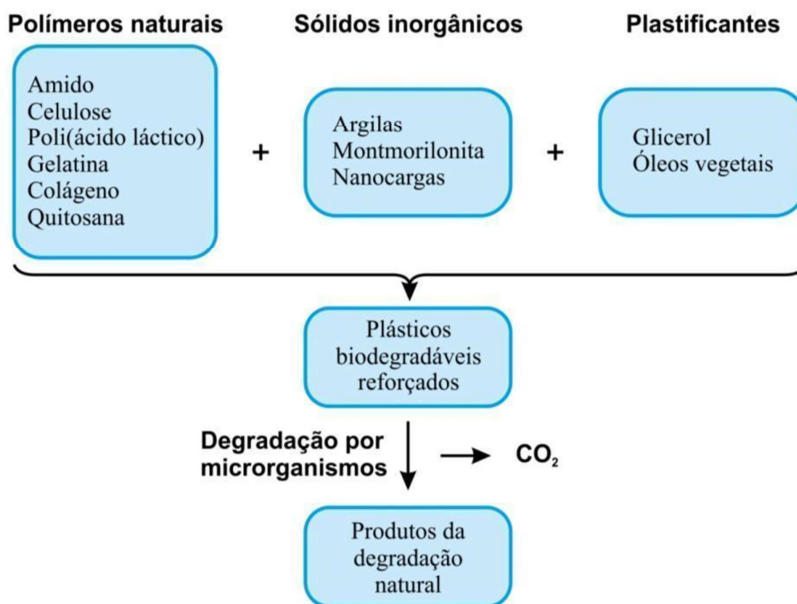 Polímeros naturais
Sólidos inorgânicos
Plastificantes
Amido
Celulose
Poli(ácido láctico)
Gelatina
Colágeno
Quitosana
+
Argilas
Montmorilonita
Nanocargas
+
Glicerol
Óleos vegetais
Plásticos
biodegradáveis
reforçados
Degradação por
microrganismos
CO₂
Produtos da
degradação
natural